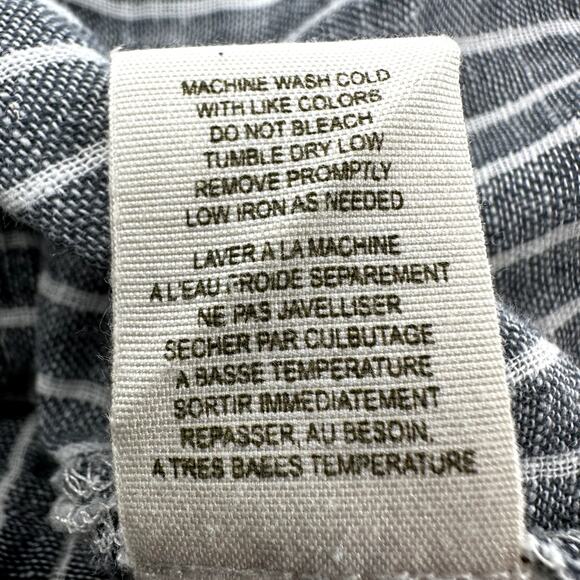 MACHINE WASH COLD
WITH LIKE COLORS
DO NOT BLEACH
TUMBLE DRY LOW
REMOVE PROMPTLY
LOW IRON AS NEEDED
LAVER A LA MACHINE
A L'EAU FROIDE SEPAREMENT
NE PAS JAVELLISER
SECHER PAR CULBUTAGE
A BASSE TEMPERATURE
SORTIR IMMEDIATEMENT
REPASSER, AU BESOIN,
A TRES BAEES TEMPERATURE